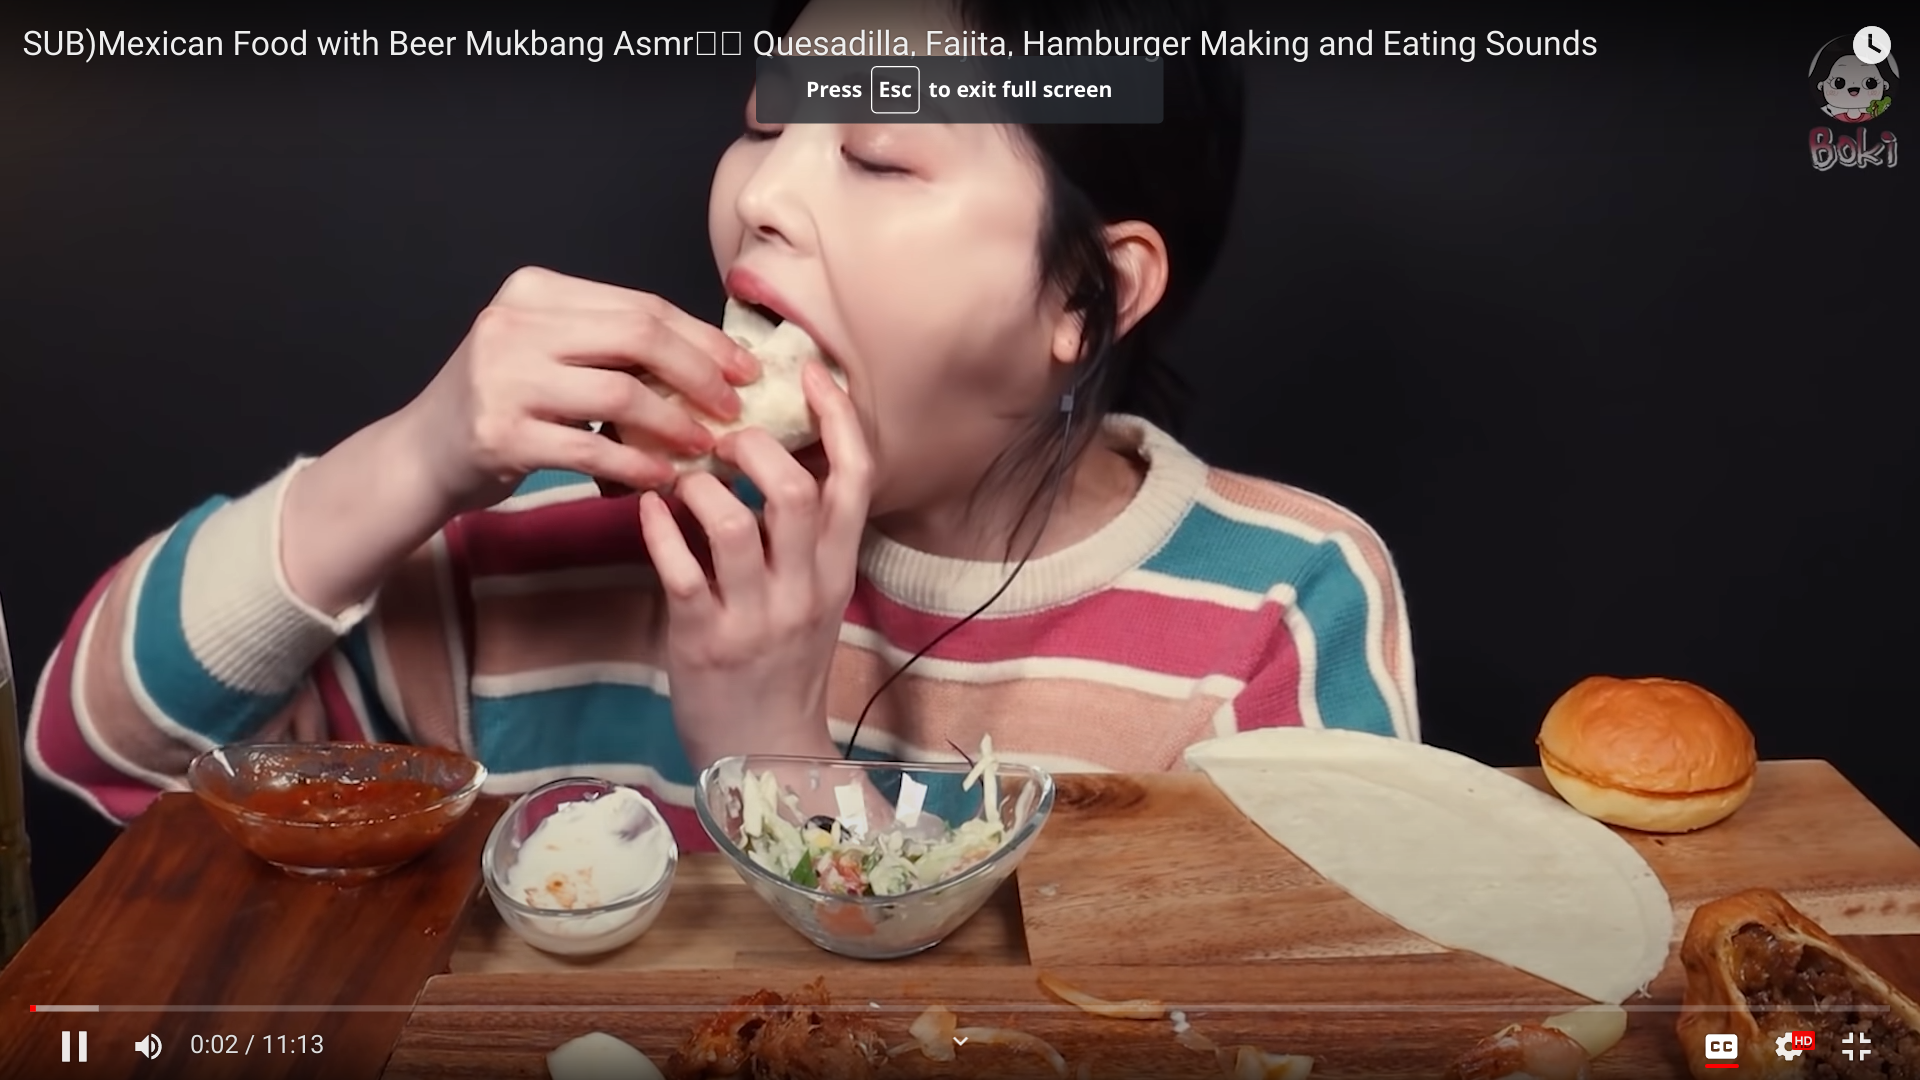 SUB)Mexican Food with Beer Mukbang Asmr Quesadilla, Fajita, Hamburger Making and Eating Sounds
Press Esc to exit full screen
Boki
0:02 / 11:13
CC
HD